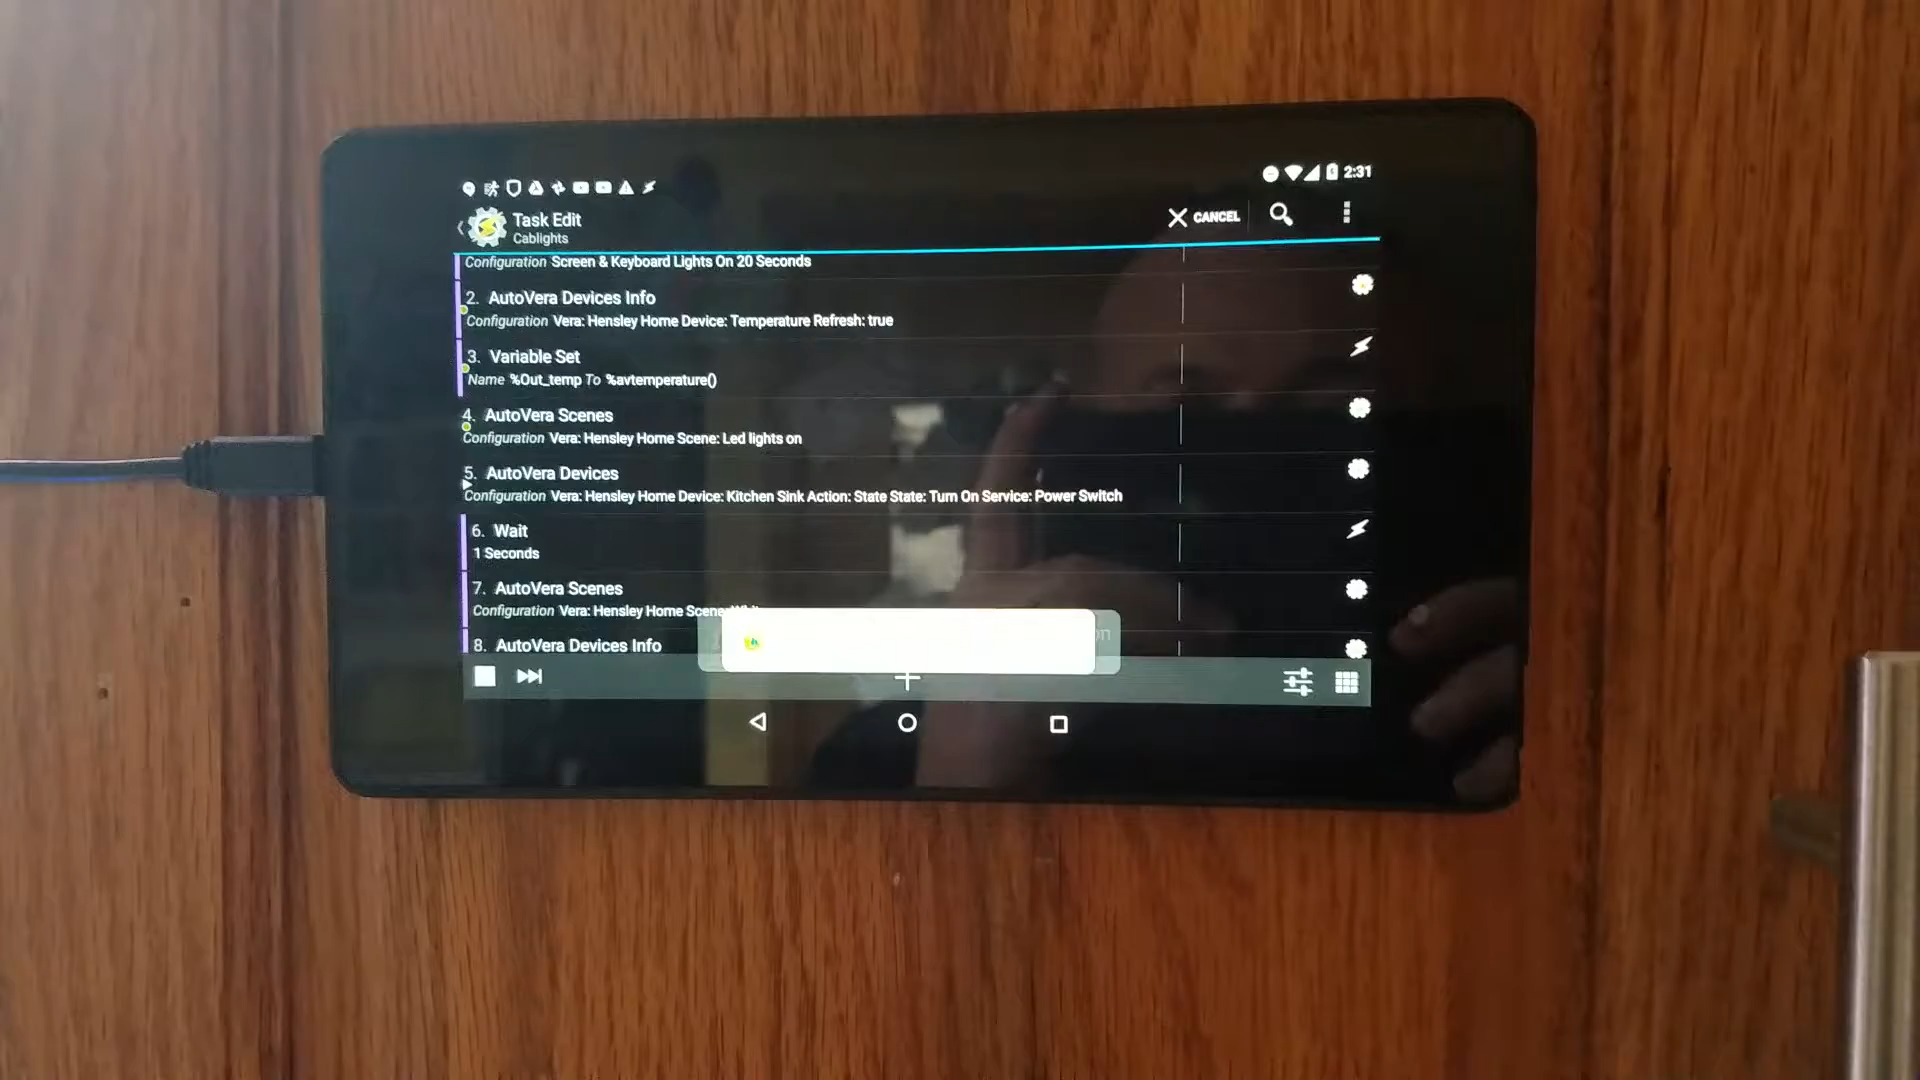 2:31
Task Edit
Cablights
CANCEL
Configuration Screen & Keyboard Lights On 20 Seconds
2. AutoVera Devices Info
Configuration Vera: Hensley Home Device: Temperature Refresh: true
3. Variable Set
Name %Out_temp To %avtemperature()
4. AutoVera Scenes
Configuration Vera: Hensley Home Scene: Led lights on
5. AutoVera Devices
Configuration Vera: Hensley Home Device: Kitchen Sink Action: State State: Turn On Service: Power Switch
6. Wait
1 Seconds
7. AutoVera Scenes
Configuration Vera: Hensley Home Scene:
8. AutoVera Devices Info